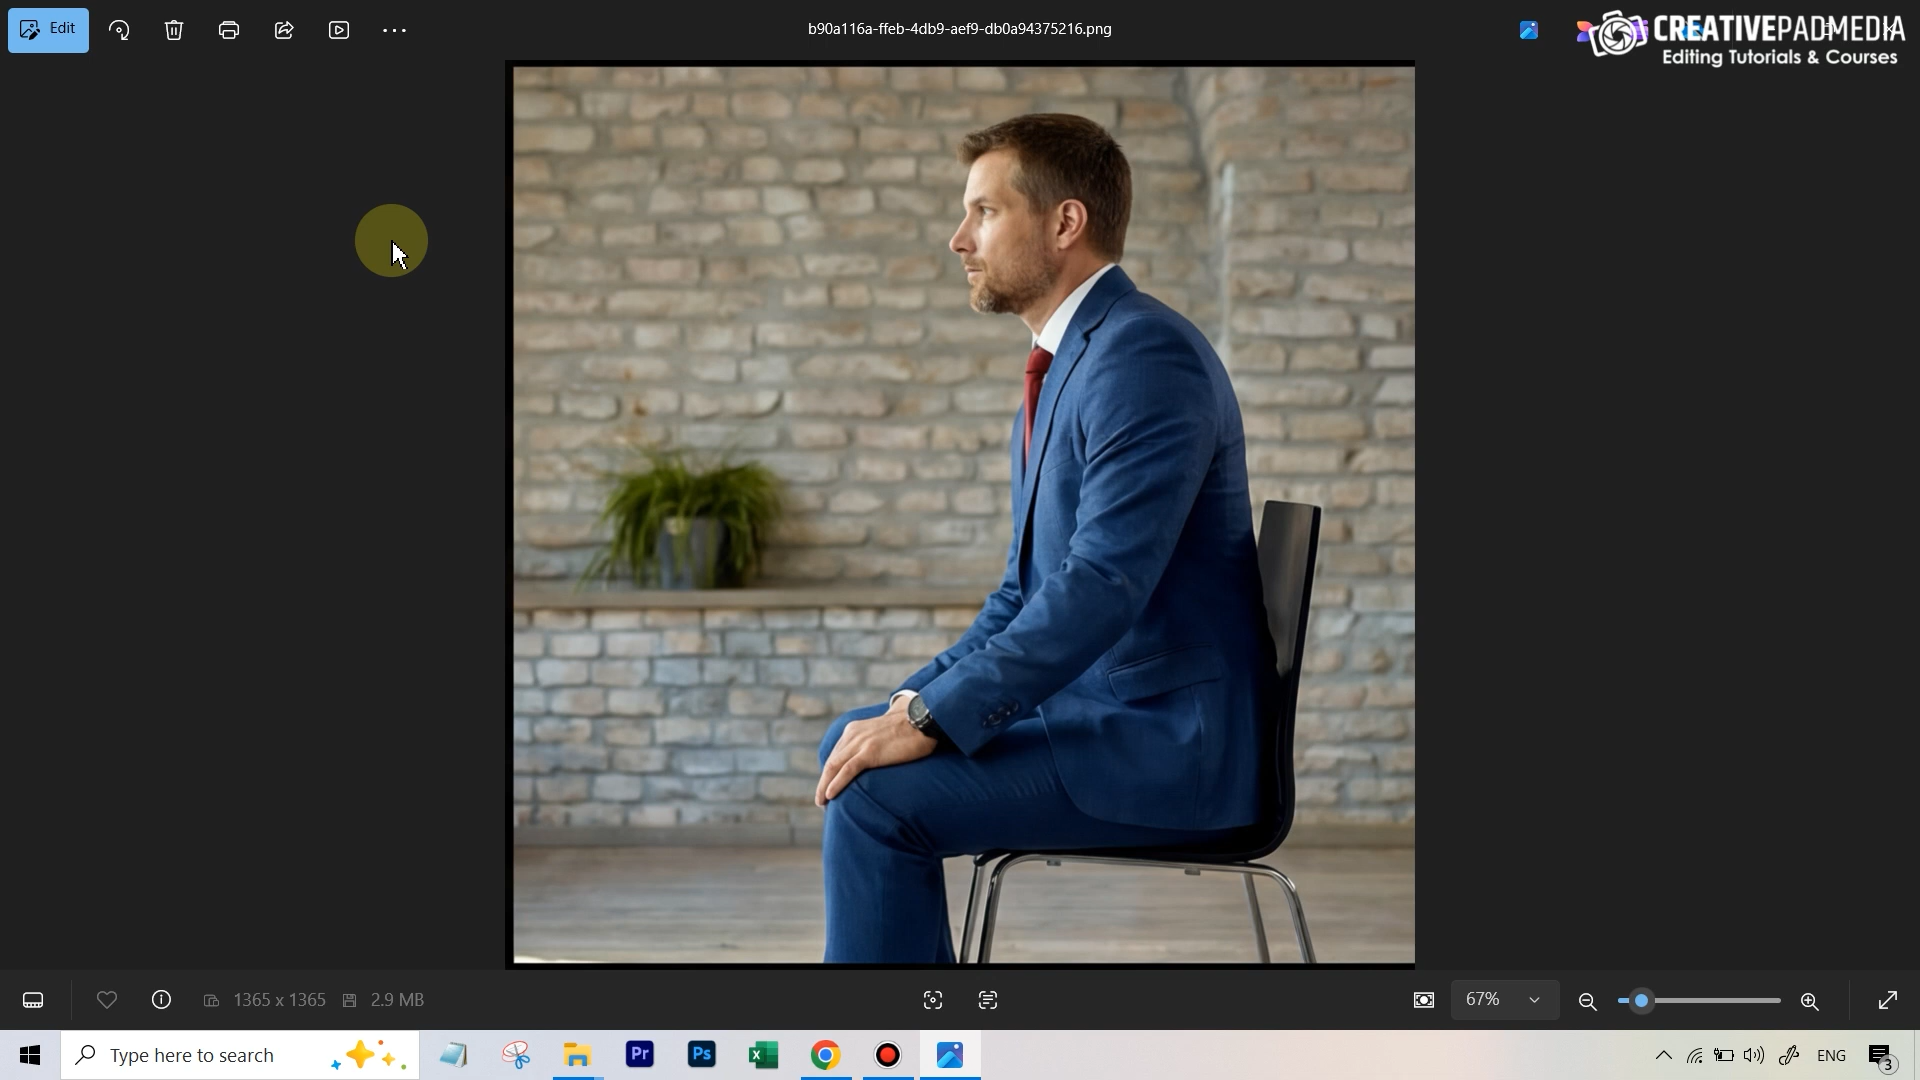 Edit
b90a116a-ffeb-4db9-aef9-db0a94375216.png
CREATIVEPADMEDIA
Editing Tutorials & Courses
1365 x 1365
2.9 MB
67%
Type here to search
Pr
Ps
ENG
3